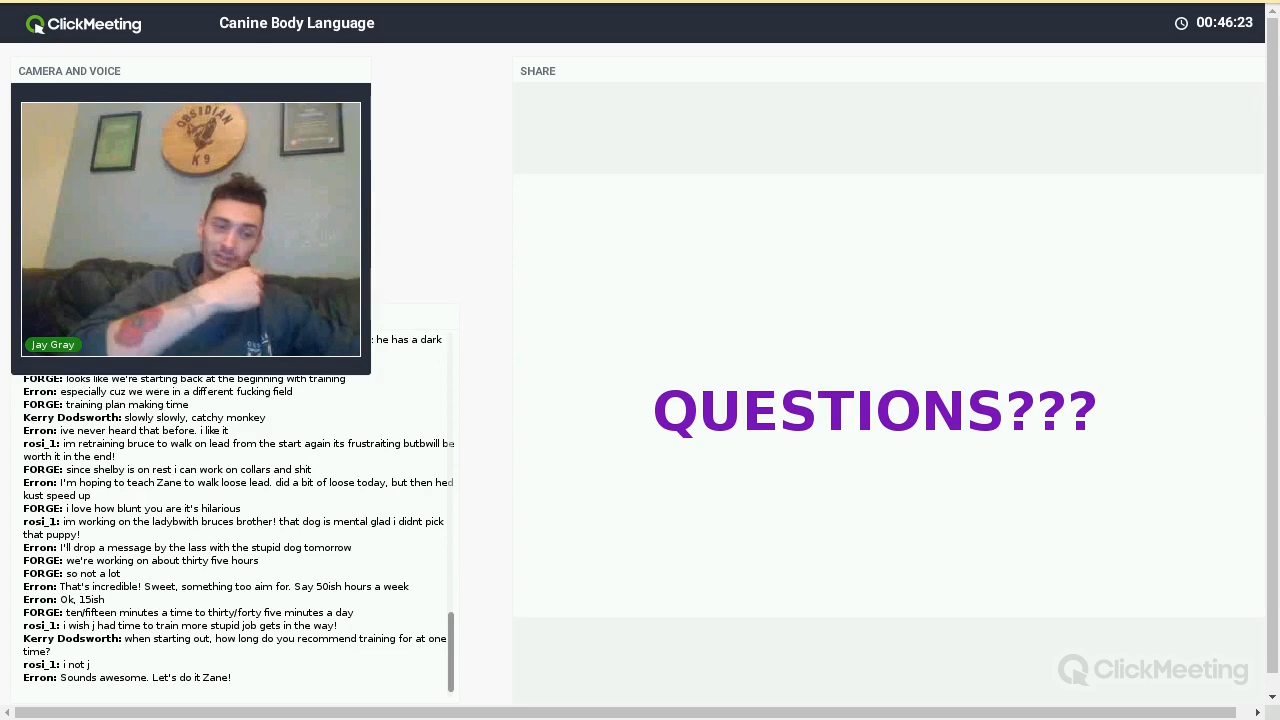 ClickMeeting
Canine Body Language
00:46:23
CAMERA AND VOICE
SHARE
OBSIDIAN
K9
Jay Gray
he has a dark
FORGE: looks like we're starting back at the beginning with training
Erron: especially cuz we were in a different fucking field
FORGE: training plan making time
Kerry Dodsworth: slowly slowly, catchy monkey
Erron: ive never heard that before. i like it
rosi_1: im retraining bruce to walk on lead from the start again its frustraiting butbwill be
worth it in the end!
FORGE: since shelby is on rest i can work on collars and shit
Erron: I'm hoping to teach Zane to walk loose lead. did a bit of loose today, but then hed
kust speed up
FORGE: i love how blunt you are it's hilarious
rosi_1: im working on the ladybwith bruces brother! that dog is mental glad i didnt pick
that puppy!
Erron: I'll drop a message by the lass with the stupid dog tomorrow
FORGE: we're working on about thirty five hours
FORGE: so not a lot
Erron: That's incredible! Sweet, something too aim for. Say 50ish hours a week
Erron: Ok, 15ish
FORGE: ten/fifteen minutes a time to thirty/forty five minutes a day
rosi_1: i wish j had time to train more stupid job gets in the way!
Kerry Dodsworth: when starting out, how long do you recommend training for at one
time?
rosi_1: i not j
Erron: Sounds awesome. Let's do it Zane!
QUESTIONS???
ClickMeeting